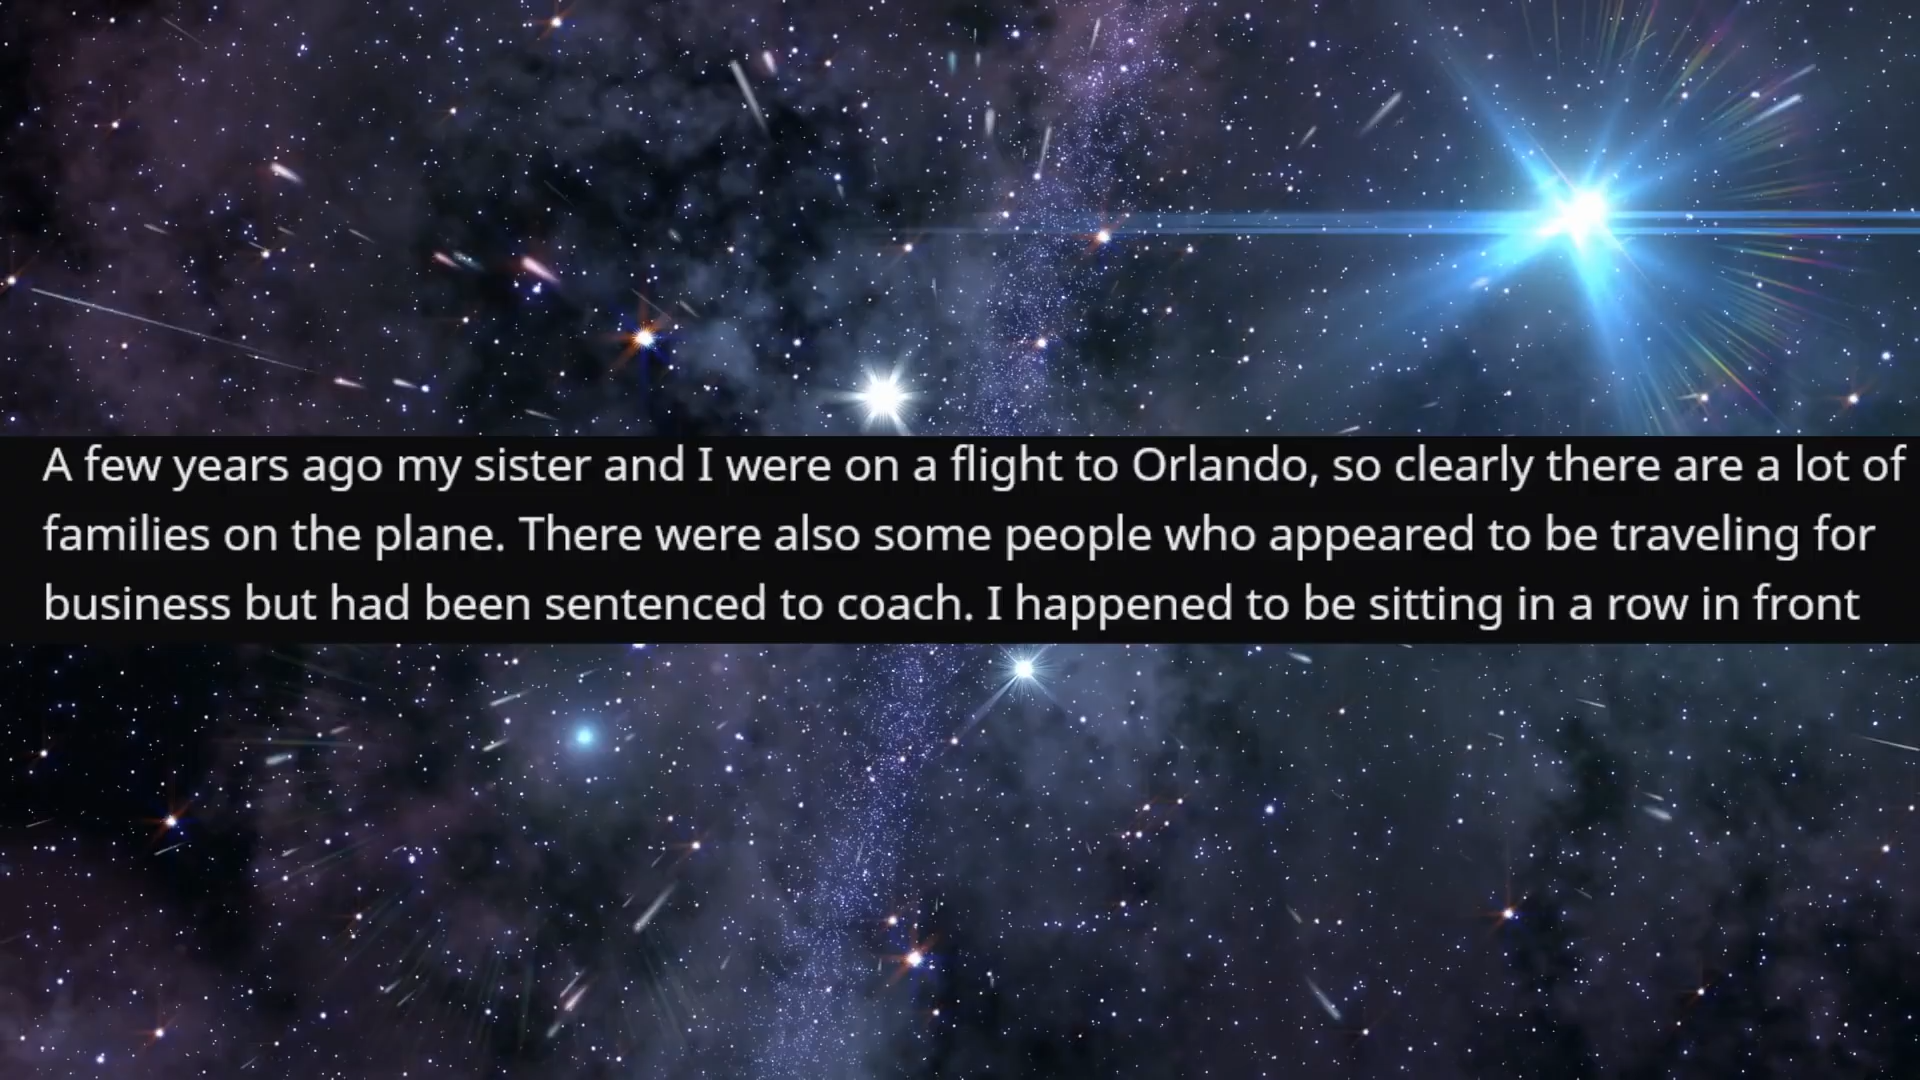 A few years ago my sister and I were on a flight to Orlando, so clearly there are a lot of
families on the plane. There were also some people who appeared to be traveling for
business but had been sentenced to coach. I happened to be sitting in a row in front